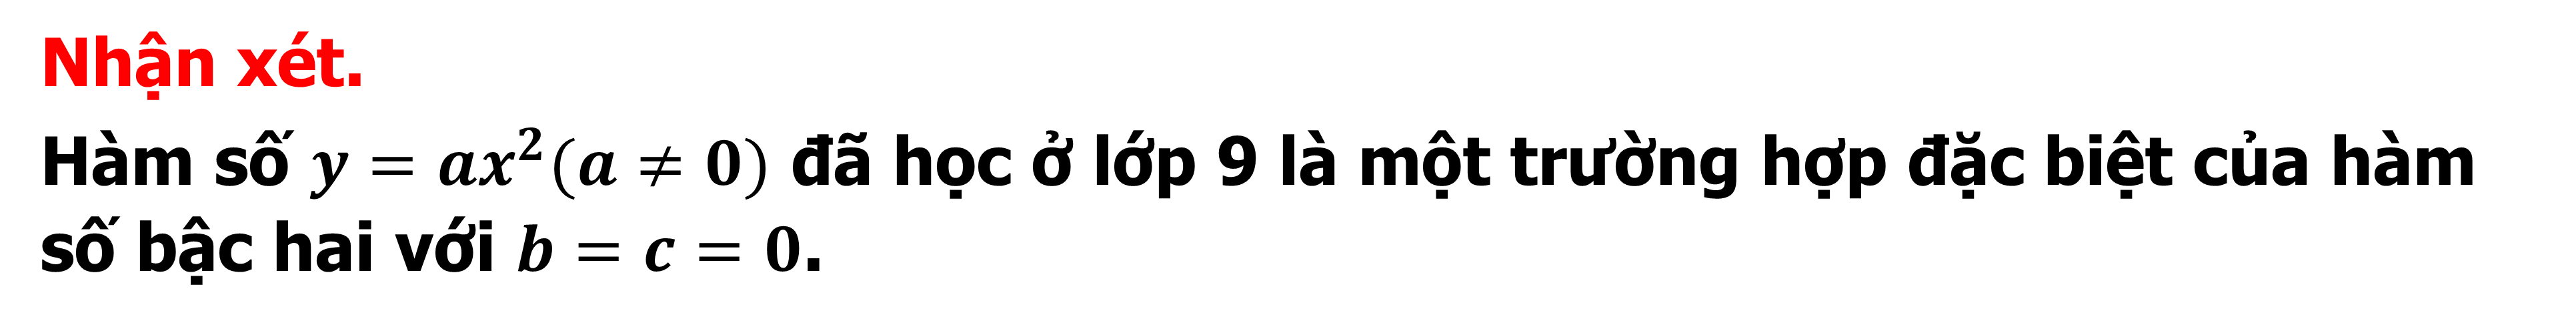 Nhận xét.
Hàm số y = ax²(a ≠ 0) đã học ở lớp 9 là một trường hợp đặc biệt của hàm
số bậc hai với b = c = 0.